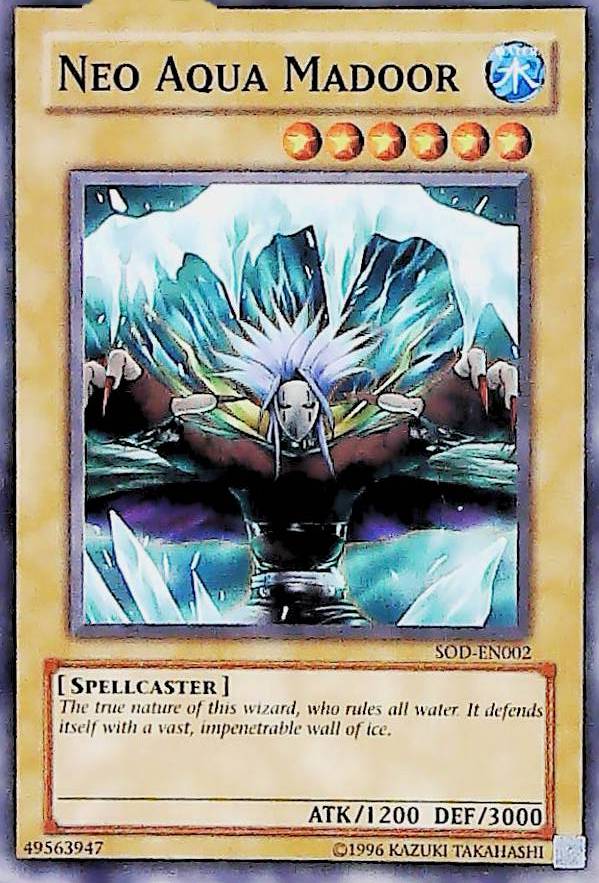 NEO AQUA MADOOR
WATER
水
SOD-EN002
[SPELLCASTER]
The true nature of this wizard, who rules all water. It defends
itself with a vast, impenetrable wall of ice.
ATK/1200 DEF/3000
49563947
©1996 KAZUKI TAKAHASHI